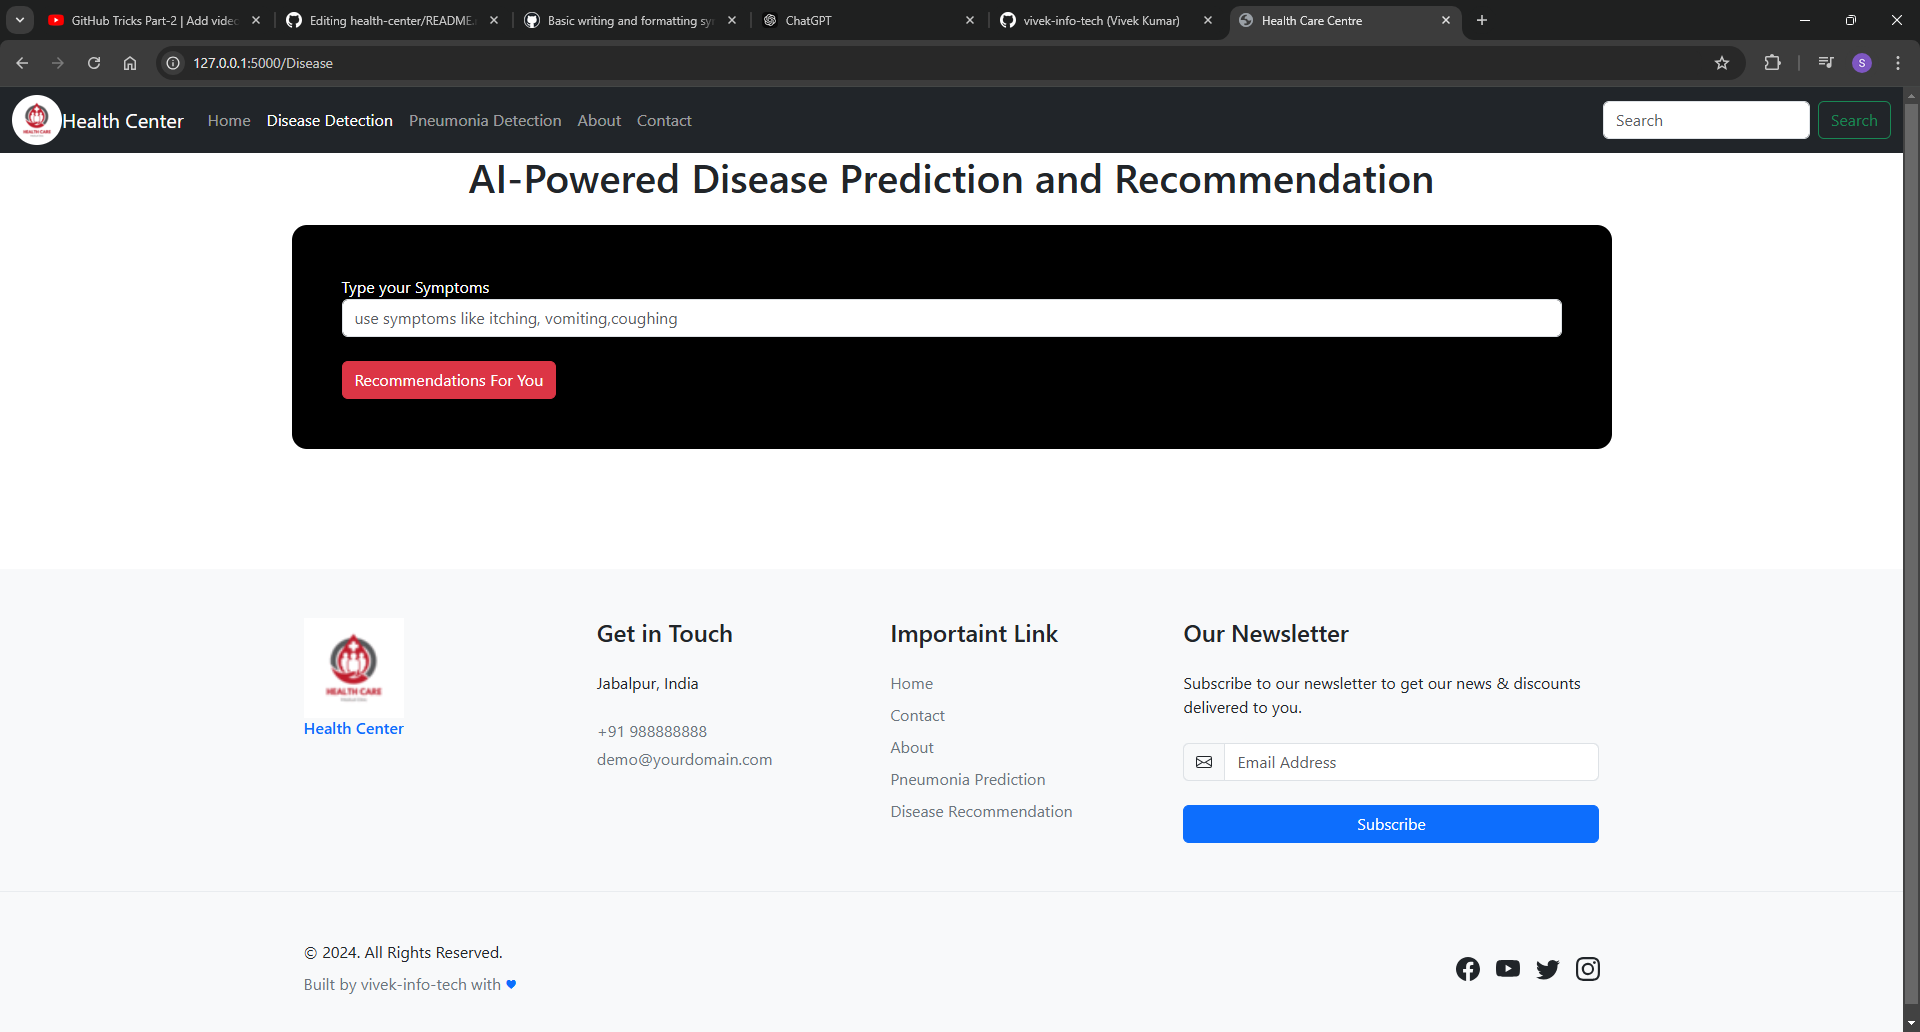 GitHub Tricks Part-2 | Add video
Editing health-center/README.
Basic writing and formatting sy
ChatGPT
vivek-info-tech (Vivek Kumar)
Health Care Centre
127.0.0.1:5000/Disease
S
HEALTH CARE
Health Center
Home
Disease Detection
Pneumonia Detection
About
Contact
Search
Search
AI-Powered Disease Prediction and Recommendation
Type your Symptoms
use symptoms like itching, vomiting,coughing
Recommendations For You
HEALTH CARE
Health Center
Get in Touch
Jabalpur, India
+91 988888888
demo@yourdomain.com
Importaint Link
Home
Contact
About
Pneumonia Prediction
Disease Recommendation
Our Newsletter
Subscribe to our newsletter to get our news & discounts
delivered to you.
Email Address
Subscribe
© 2024. All Rights Reserved.
Built by vivek-info-tech with